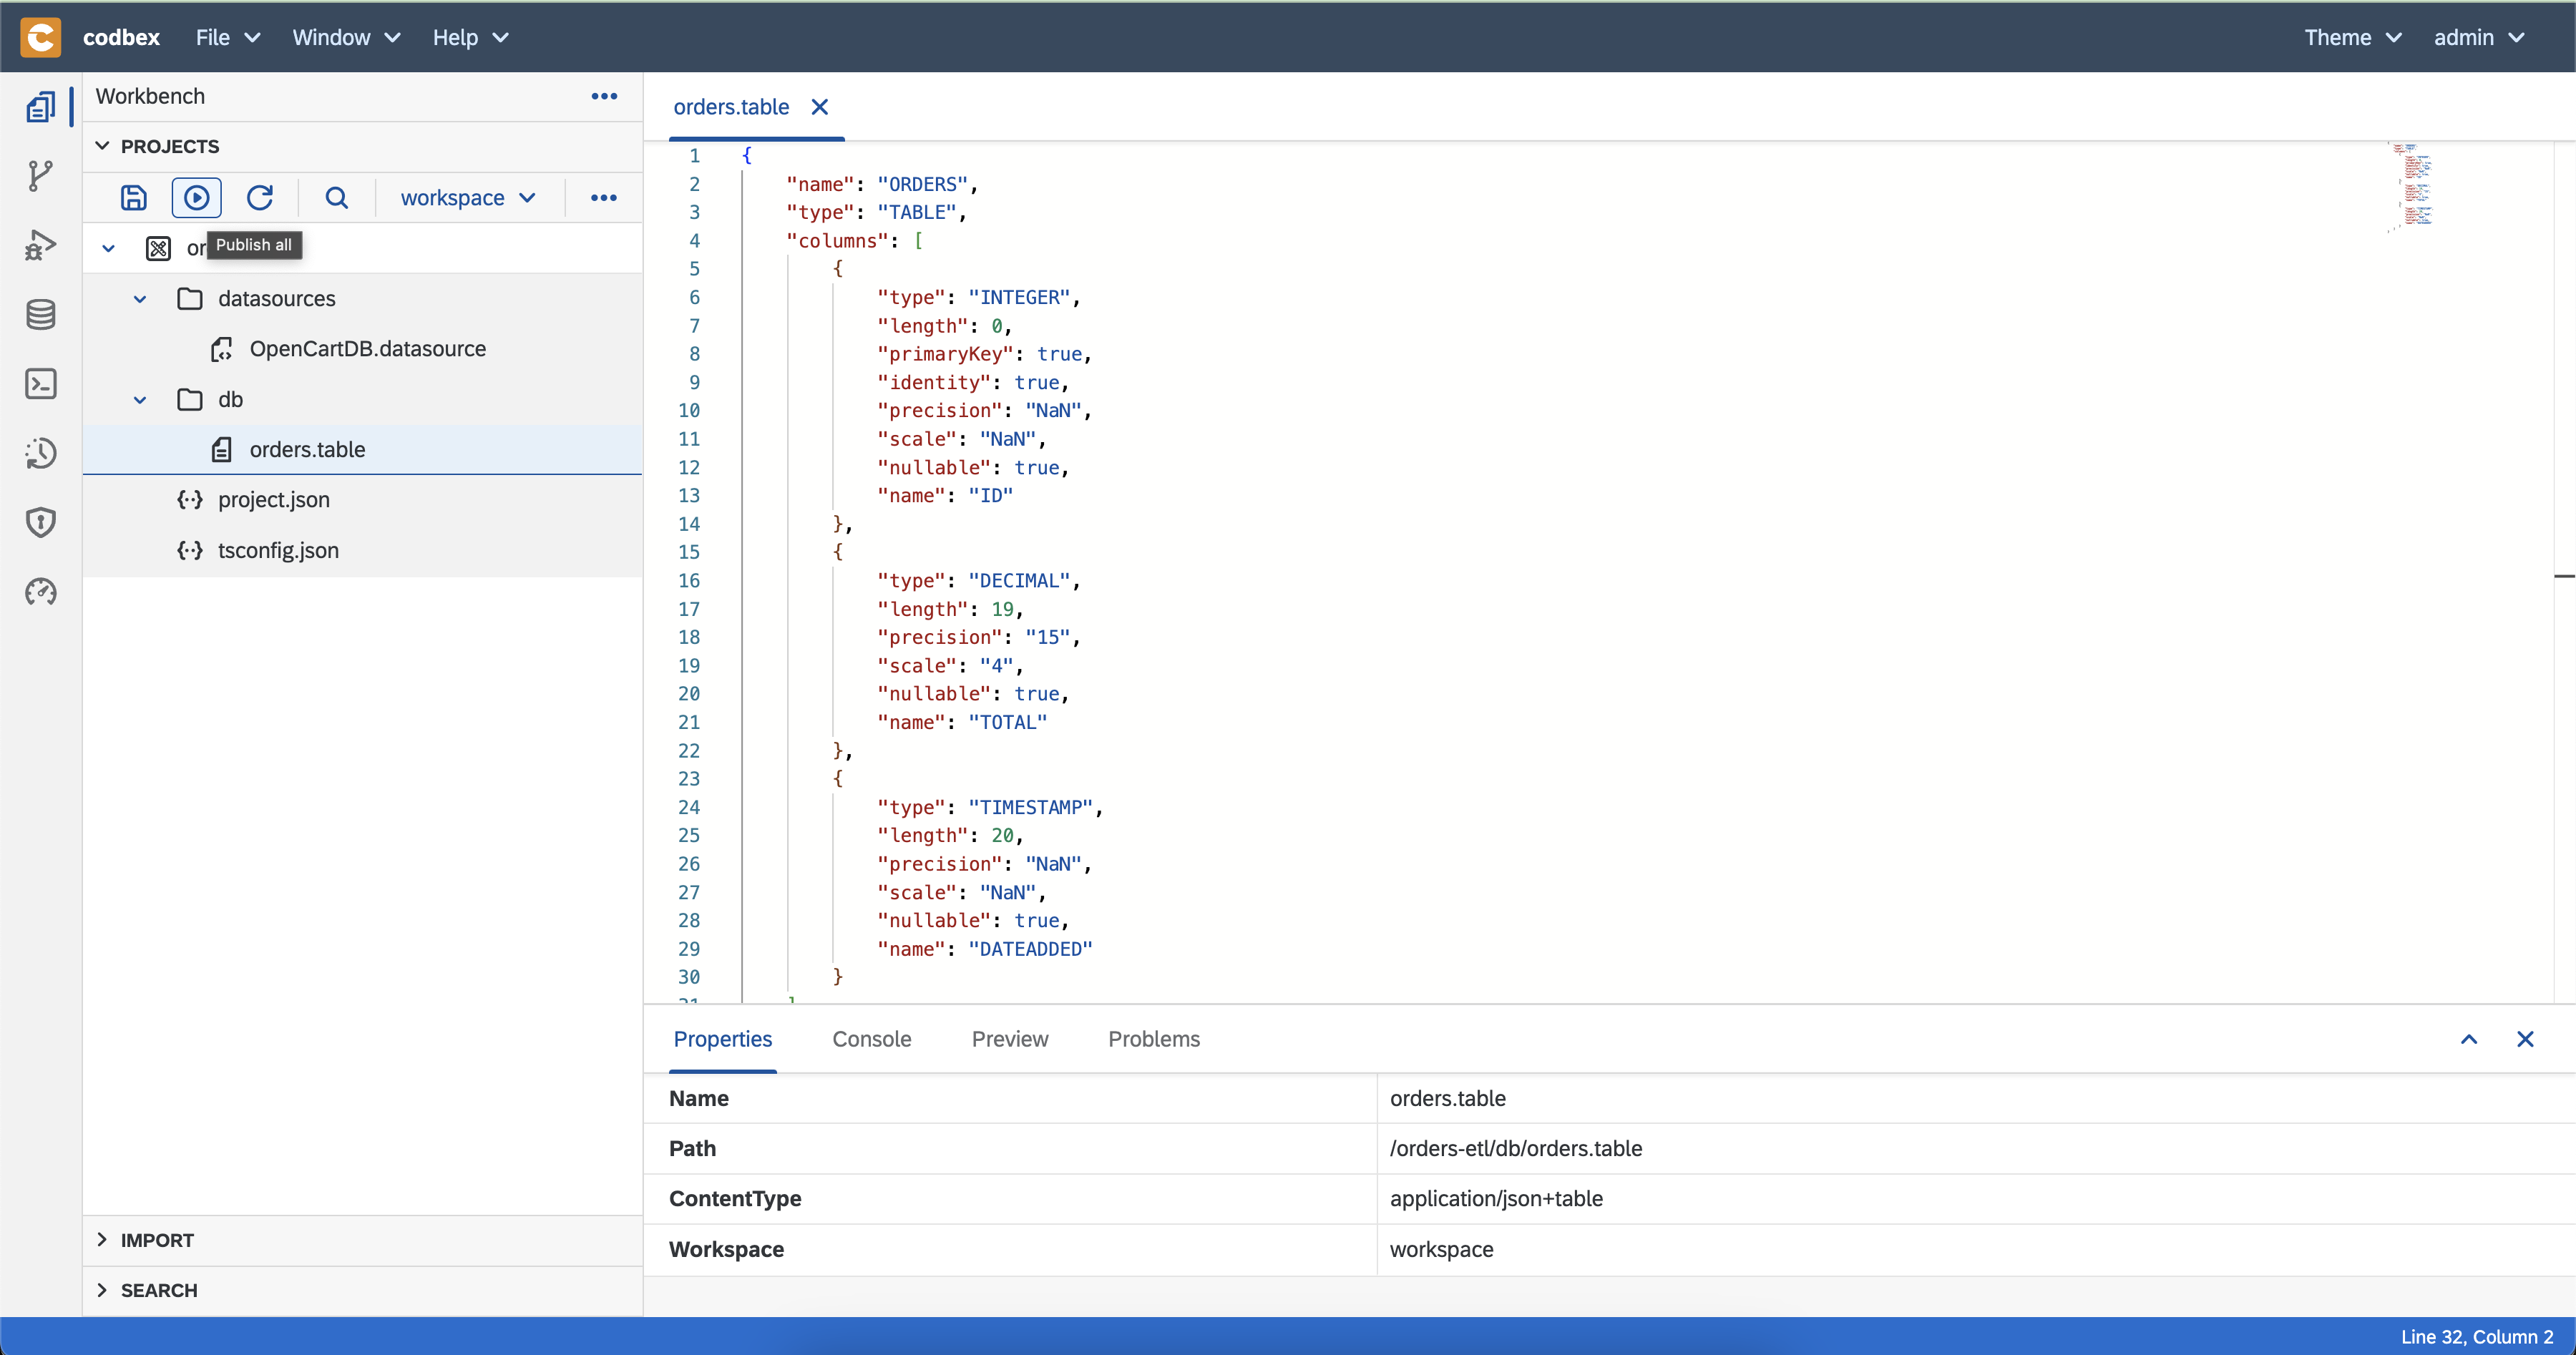 codbex File Window Help Theme admin
Workbench
PROJECTS
workspace
or
Publish all
datasources
OpenCartDB.datasource
db
orders.table
project.json
tsconfig.json
IMPORT
SEARCH
orders.table
1 {
2 "name": "ORDERS",
3 "type": "TABLE",
4 "columns": [
5 {
6 "type": "INTEGER",
7 "length": 0,
8 "primaryKey": true,
9 "identity": true,
10 "precision": "NaN",
11 "scale": "NaN",
12 "nullable": true,
13 "name": "ID"
14 },
15 {
16 "type": "DECIMAL",
17 "length": 19,
18 "precision": "15",
19 "scale": "4",
20 "nullable": true,
21 "name": "TOTAL"
22 },
23 {
24 "type": "TIMESTAMP",
25 "length": 20,
26 "precision": "NaN",
27 "scale": "NaN",
28 "nullable": true,
29 "name": "DATEADDED"
30 }
Properties Console Preview Problems
Name orders.table
Path /orders-etl/db/orders.table
ContentType application/json+table
Workspace workspace
Line 32, Column 2